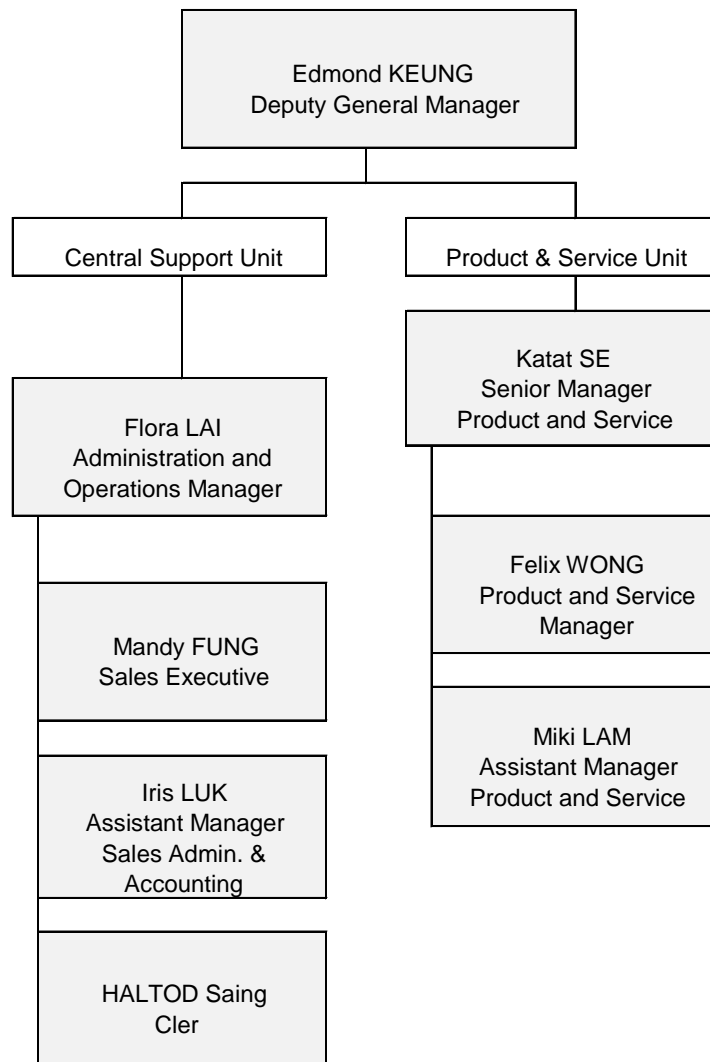 Edmond KEUNG
Deputy General Manager
Central Support Unit
Product & Service Unit
Katat SE
Senior Manager
Product and Service
Flora LAI
Administration and
Operations Manager
Felix WONG
Product and Service
Manager
Mandy FUNG
Sales Executive
Miki LAM
Assistant Manager
Product and Service
Iris LUK
Assistant Manager
Sales Admin. &
Accounting
HALTOD Saing
Cler